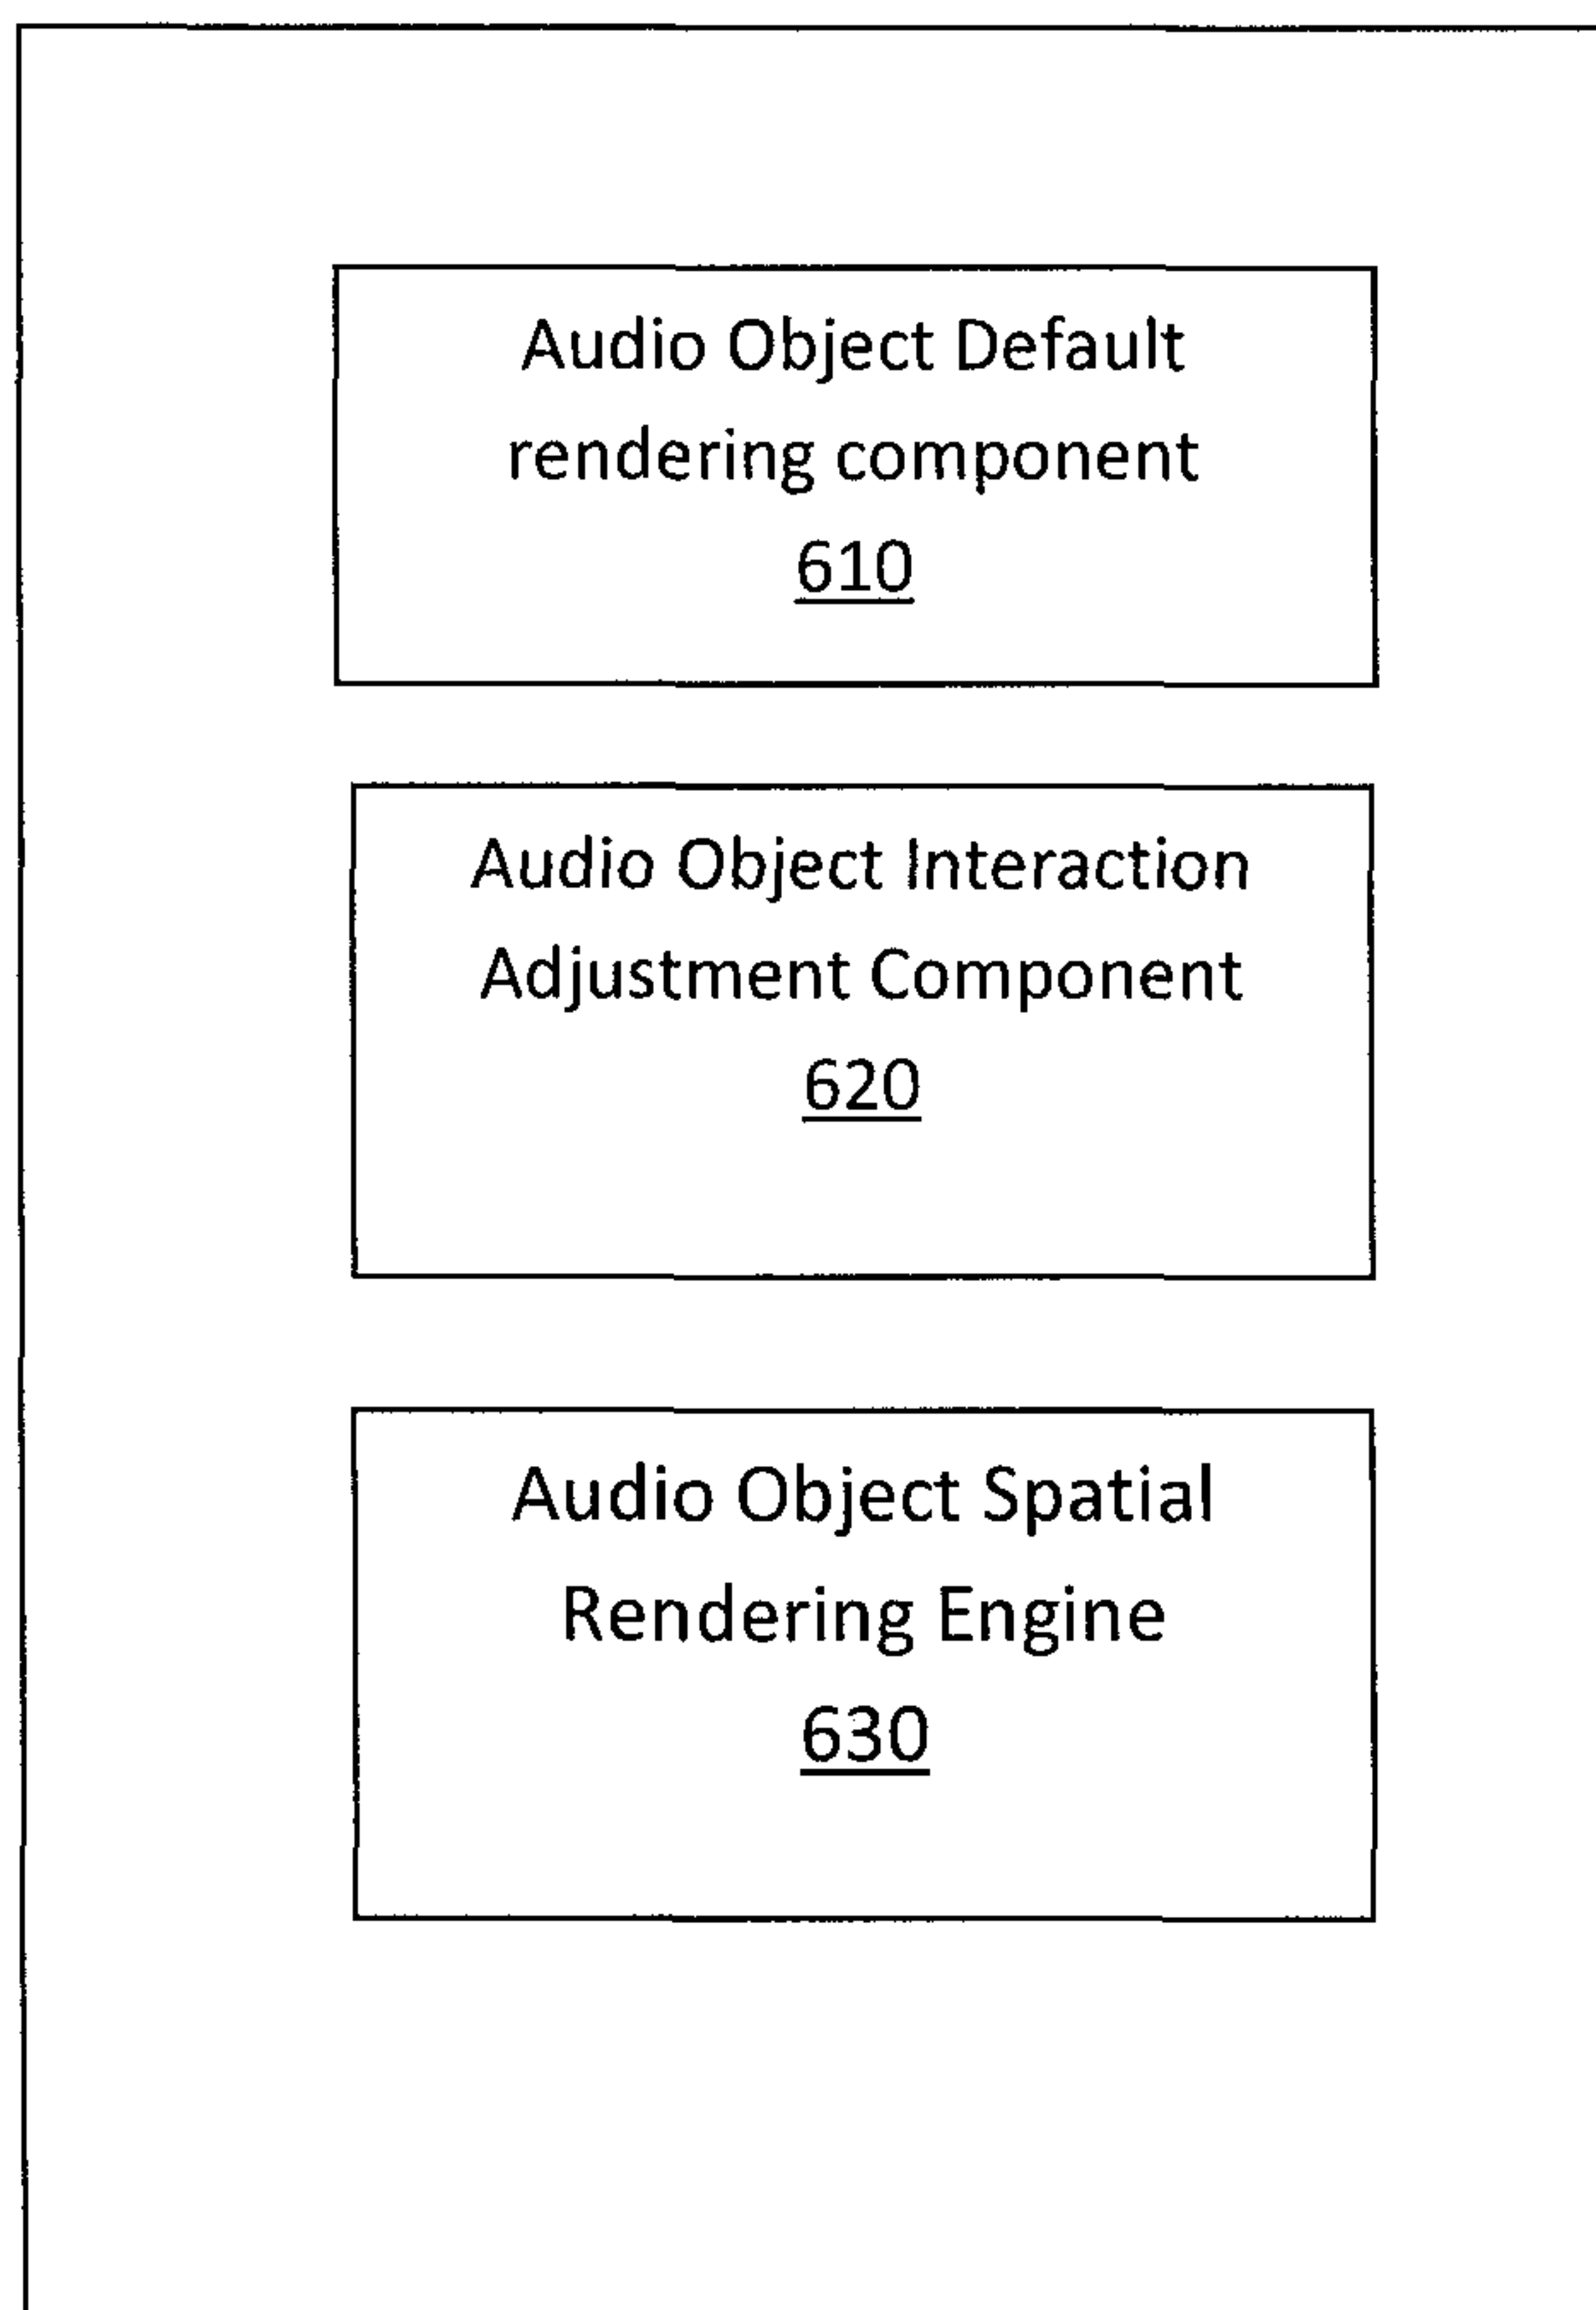 Audio Object Default
rendering component
610
Audio Object Interaction
Adjustment Component
620
Audio Object Spatial
Rendering Engine
630